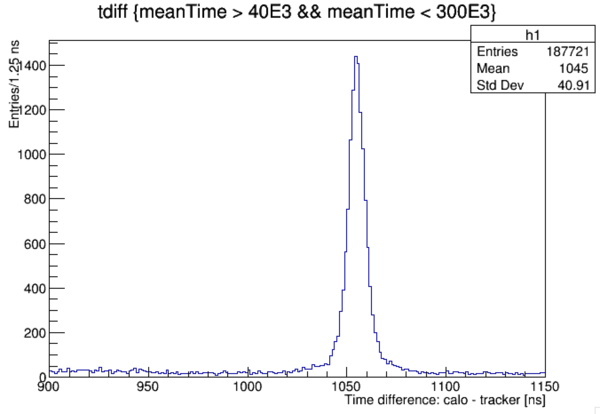 tdiff {meanTime > 40E3 && meanTime < 300E3}
h1
Entries 187721
Mean 1045
Std Dev 40.91
Entries/1.25 ns
1400
1200
1000
800
600
400
200
0
900 950 1000 1050 1100 1150
Time difference: calo - tracker [ns]